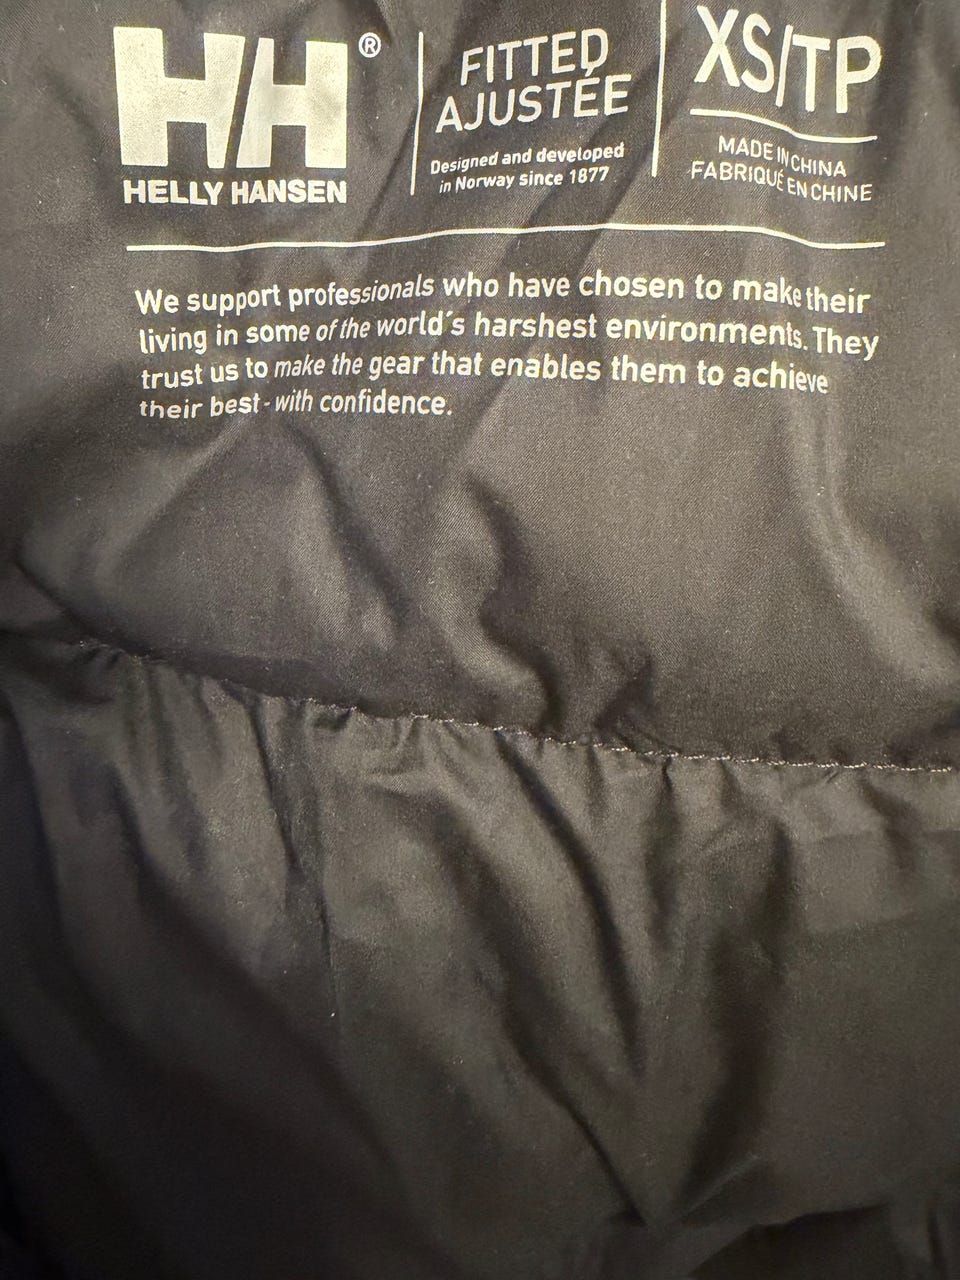 HH®
HELLY HANSEN
FITTED
AJUSTÉE
Designed and developed
in Norway since 1877
XS/TP
MADE IN CHINA
FABRIQUÉ EN CHINE
We support professionals who have chosen to make their
living in some of the world´s harshest environments. They
trust us to make the gear that enables them to achieve
their best - with confidence.